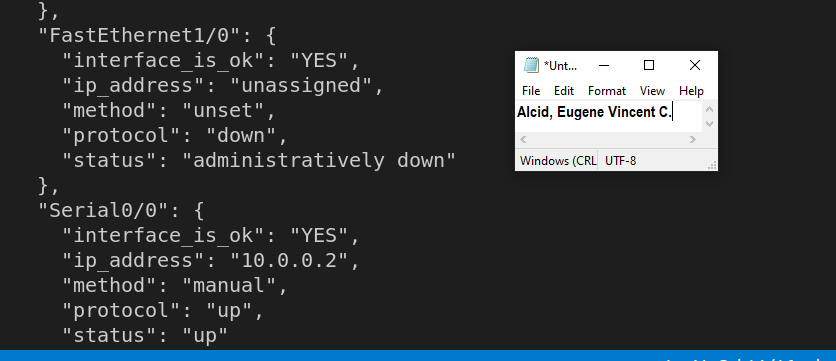 },
"FastEthernet1/0": {
"interface_is_ok": "YES",
"ip_address": "unassigned",
"method": "unset",
"protocol": "down",
"status": "administratively down"
},
"Serial0/0": {
"interface_is_ok": "YES",
"ip_address": "10.0.0.2",
"method": "manual",
"protocol": "up",
"status": "up"
*Unt...
File Edit Format View Help
Alcid, Eugene Vincent C.
Windows (CRL UTF-8